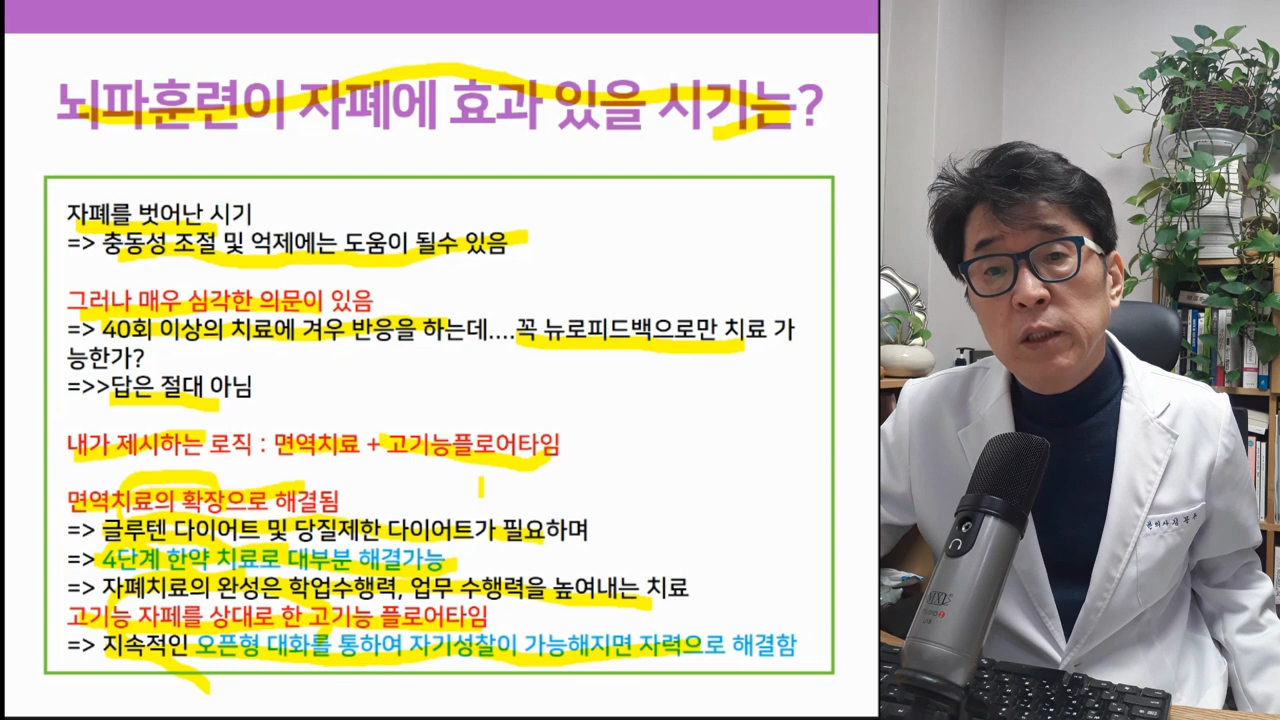 뇌파훈련이 자폐에 효과 있을 시기는?
자폐를 벗어난 시기
=> 충동성 조절 및 억제에는 도움이 될수 있음
그러나 매우 심각한 의문이 있음
=> 40회 이상의 치료에 겨우 반응을 하는데....꼭 뉴로피드백으로만 치료 가
능한가?
=>>답은 절대 아님
내가 제시하는 로직 : 면역치료 + 고기능플로어타임
면역치료의 확장으로 해결됨
=> 글루텐 다이어트 및 당질제한 다이어트가 필요하며
=> 4단계 한약 치료로 대부분 해결가능
=> 자폐치료의 완성은 학업수행력, 업무 수행력을 높여내는 치료
고기능 자폐를 상대로 한 고기능 플로어타임
=> 지속적인 오픈형 대화를 통하여 자기성찰이 가능해지면 자력으로 해결함